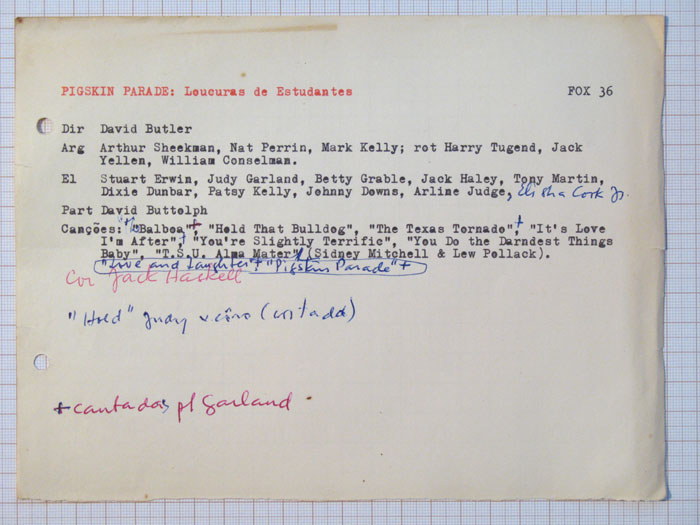 PIGSKIN PARADE: Loucuras de Estudantes FOX 36
Dir David Butler
Arg Arthur Sheekman, Nat Perrin, Mark Kelly; rot Harry Tugend, Jack
Yellen, William Conselman.
El Stuart Erwin, Judy Garland, Betty Grable, Jack Haley, Tony Martin,
Dixie Dunbar, Patsy Kelly, Johnny Downs, Arline Judge, Elisha Cook Jr.
Part David Buttolph
Canções: "The Balboa"+, "Hold That Bulldog", "The Texas Tornado"+, "It's Love
I'm After"+, "You're Slightly Terrific", "You Do the Darndest Things
Baby", "T.S.U. Alma Mater", (Sidney Mitchell & Lew Pollack).
"Love and Laughter"+ "Pigskin Parade"+
Cor Jack Haskell
"Hold" Judy (cortada)
+ cantadas p/ Garland